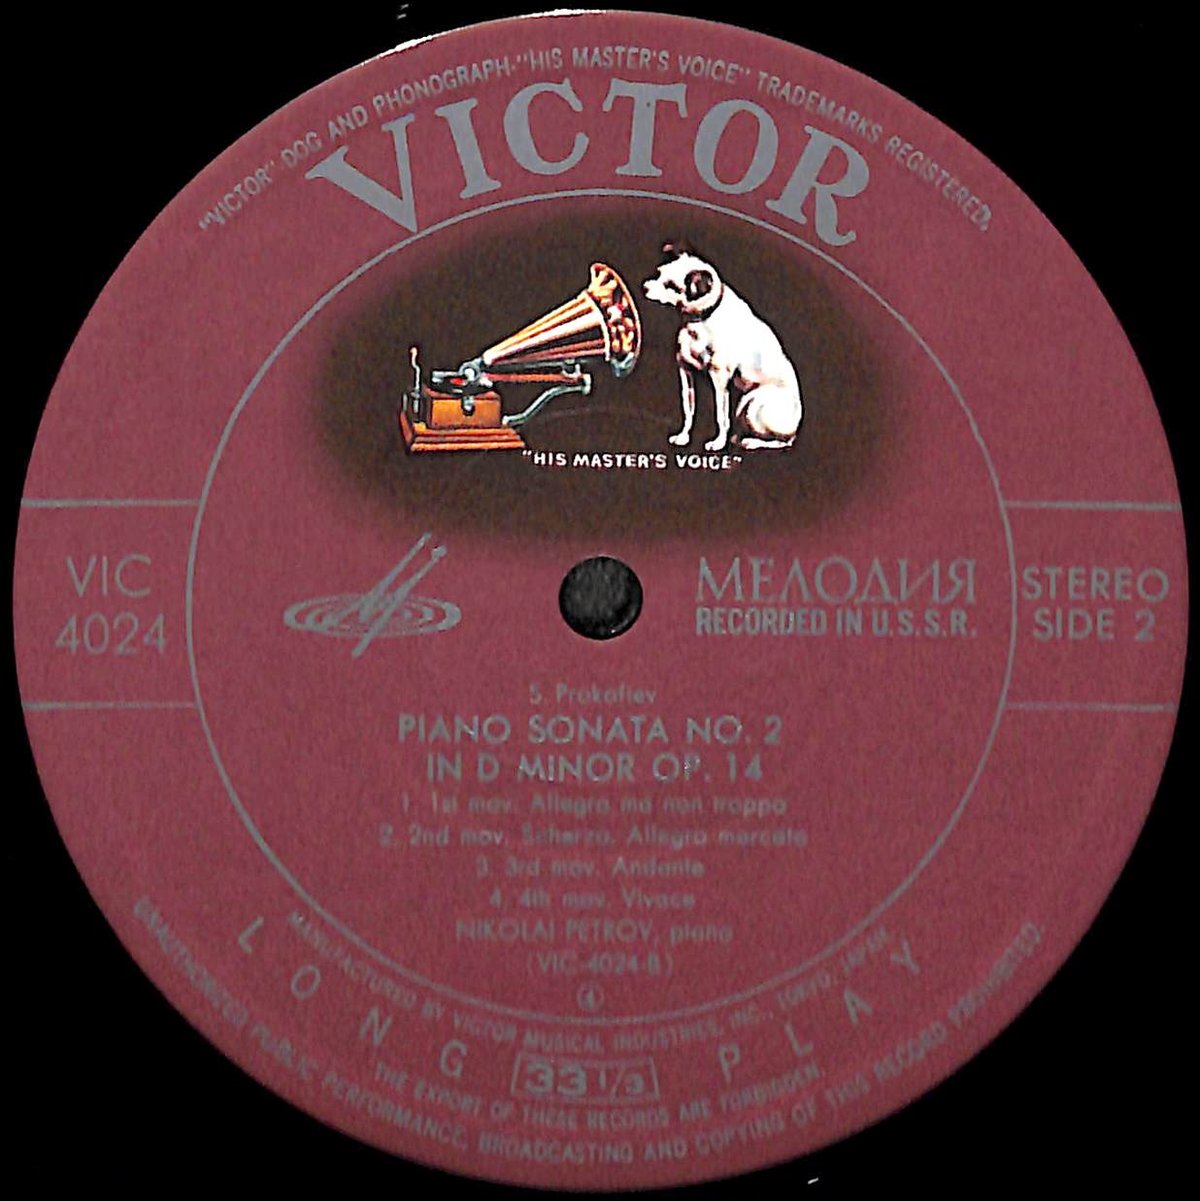 "VICTOR" DOG AND PHONOGRAPH-"HIS MASTER'S VOICE" TRADEMARKS REGISTERED.
VICTOR
"HIS MASTER'S VOICE"
VIC
4024
МЕЛОДИЯ
RECORDED IN U.S.S.R.
STEREO
SIDE 2
S. Prokofiev
PIANO SONATA NO. 2
IN D MINOR OP. 14
1. 1st mov. Allegro ma non troppo
2. 2nd mov. Scherzo. Allegro marcato
3. 3rd mov. Andante
4. 4th mov. Vivace
NIKOLAI PETROV, piano
(VIC-4024-B)
4
MANUFACTURED BY VICTOR MUSICAL INDUSTRIES, INC., TOKYO, JAPAN
LONG PLAY
33 1/3
THE EXPORT OF THESE RECORDS ARE FORBIDDEN.
UNAUTHORIZED PUBLIC PERFORMANCE, BROADCASTING AND COPYING OF THIS RECORD PROHIBITED.